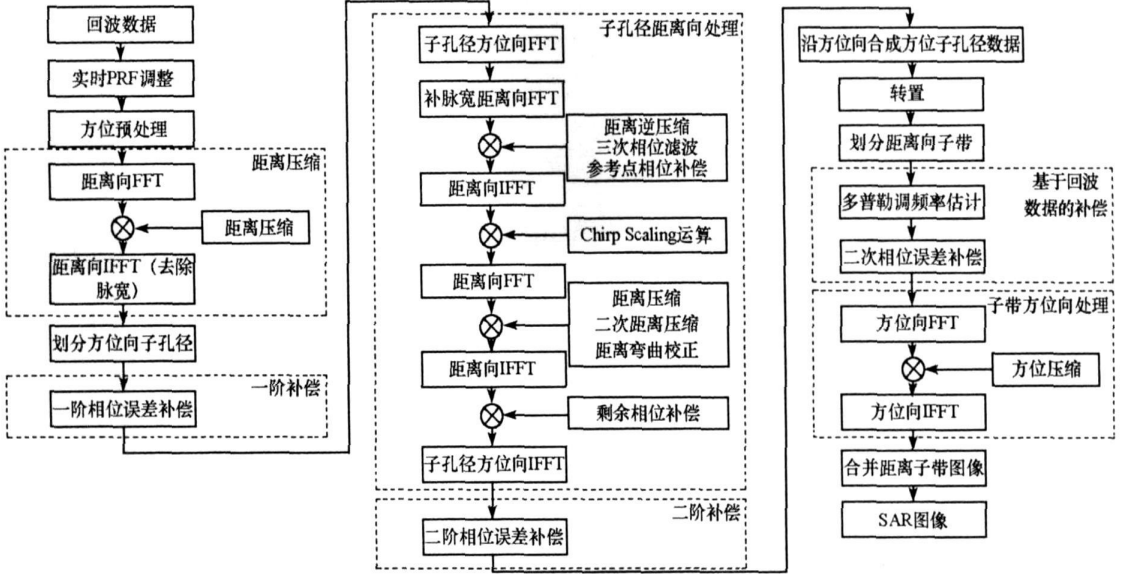 回波数据
实时PRF调整
方位预处理
距离压缩
距离向FFT
距离压缩
距离向IFFT（去除
脉宽）
划分方位向子孔径
一阶补偿
一阶相位误差补偿
子孔径距离向处理
子孔径方位向FFT
补脉宽距离向FFT
距离逆压缩
三次相位滤波
参考点相位补偿
距离向IFFT
Chirp Scaling运算
距离向FFT
距离压缩
二次距离压缩
距离弯曲校正
距离向IFFT
剩余相位补偿
子孔径方位向IFFT
二阶补偿
二阶相位误差补偿
沿方位向合成方位子孔径数据
转置
划分距离向子带
基于回波
数据的补偿
多普勒调频率估计
二次相位误差补偿
子带方位向处理
方位向FFT
方位压缩
方位向IFFT
合并距离子带图像
SAR图像